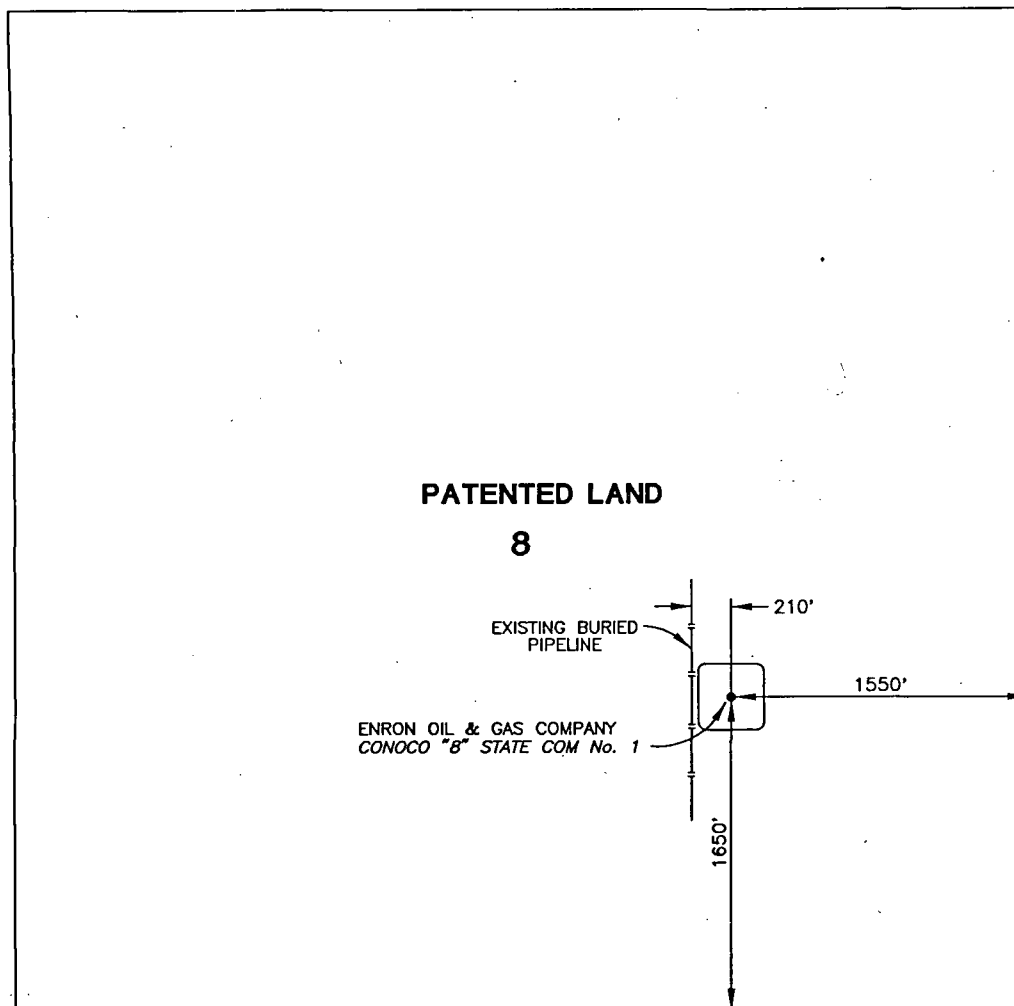 PATENTED LAND
8
210'
EXISTING BURIED
PIPELINE
1550'
ENRON OIL & GAS COMPANY
CONOCO "8" STATE COM No. 1
1650'